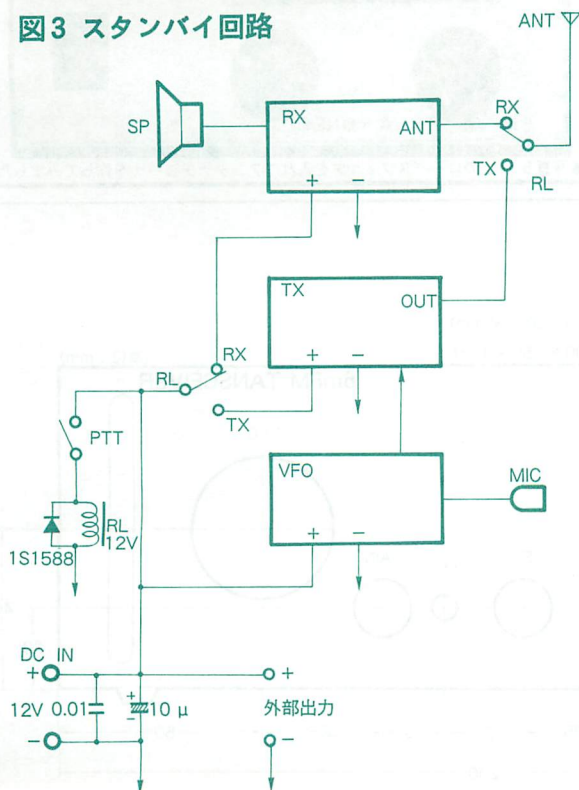 図3 スタンバイ回路
ANT
SP
RX
ANT
RX
TX
RL
TX
OUT
RL
RX
TX
PTT
VFO
MIC
RL
12V
1S1588
DC IN
+
12V
0.01
+
-
10 μ
-
+
外部出力
-
+
-
+
-
+
-